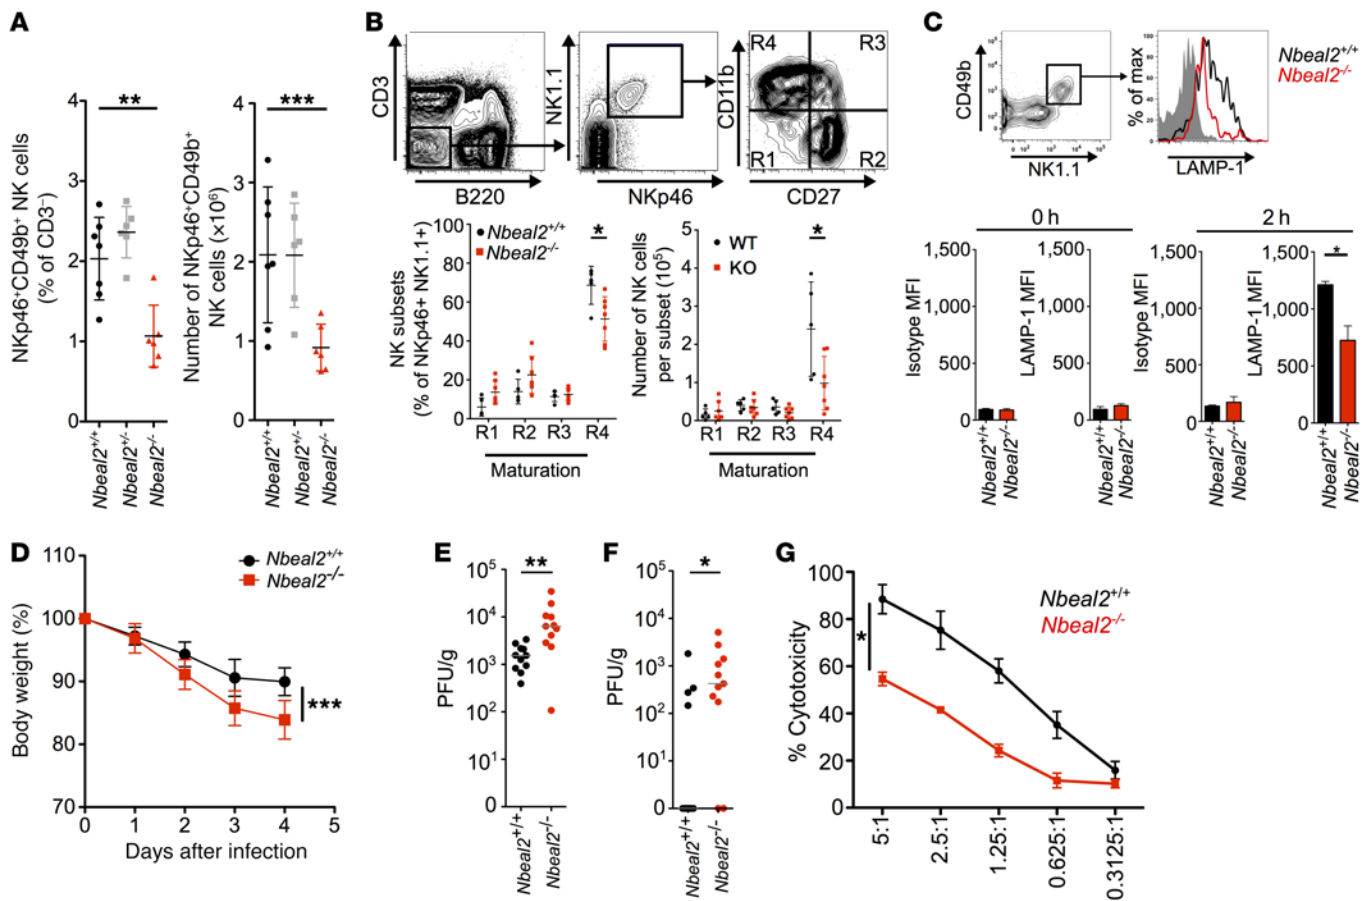 A
NKp46+CD49b+ NK cells
(% of CD3−)
4
3
2
1
0
**
Nbeal2+/+
Nbeal2+/-
Nbeal2-/-
Number of NKp46+CD49b+
NK cells (×10⁶)
4
3
2
1
0
***
Nbeal2+/+
Nbeal2+/-
Nbeal2-/-
B
CD3
B220
NK1.1
NKp46
CD11b
CD27
R4
R3
R1
R2
NK subsets
(% of NKp46+ NK1.1+)
100
80
60
40
20
0
Nbeal2+/+
Nbeal2-/-
*
R1 R2 R3 R4
Maturation
Number of NK cells
per subset (10⁵)
5
4
3
2
1
0
WT
KO
*
R1 R2 R3 R4
Maturation
C
CD49b
NK1.1
% of max
100
80
60
40
20
0
LAMP-1
Nbeal2+/+
Nbeal2-/-
0 h
Isotype MFI
1,500
1,000
500
0
Nbeal2+/+
Nbeal2-/-
LAMP-1 MFI
1,500
1,000
500
0
Nbeal2+/+
Nbeal2-/-
2 h
Isotype MFI
1,500
1,000
500
0
Nbeal2+/+
Nbeal2-/-
LAMP-1 MFI
1,500
1,000
500
0
*
Nbeal2+/+
Nbeal2-/-
D
Body weight (%)
110
100
90
80
70
Nbeal2+/+
Nbeal2-/-
***
0 1 2 3 4 5
Days after infection
E
PFU/g
10⁵
10⁴
10³
10²
10¹
0
**
Nbeal2+/+
Nbeal2-/-
F
PFU/g
10⁵
10⁴
10³
10²
10¹
0
*
Nbeal2+/+
Nbeal2-/-
G
% Cytotoxicity
100
80
60
40
20
0
*
Nbeal2+/+
Nbeal2-/-
5:1
2.5:1
1.25:1
0.625:1
0.3125:1